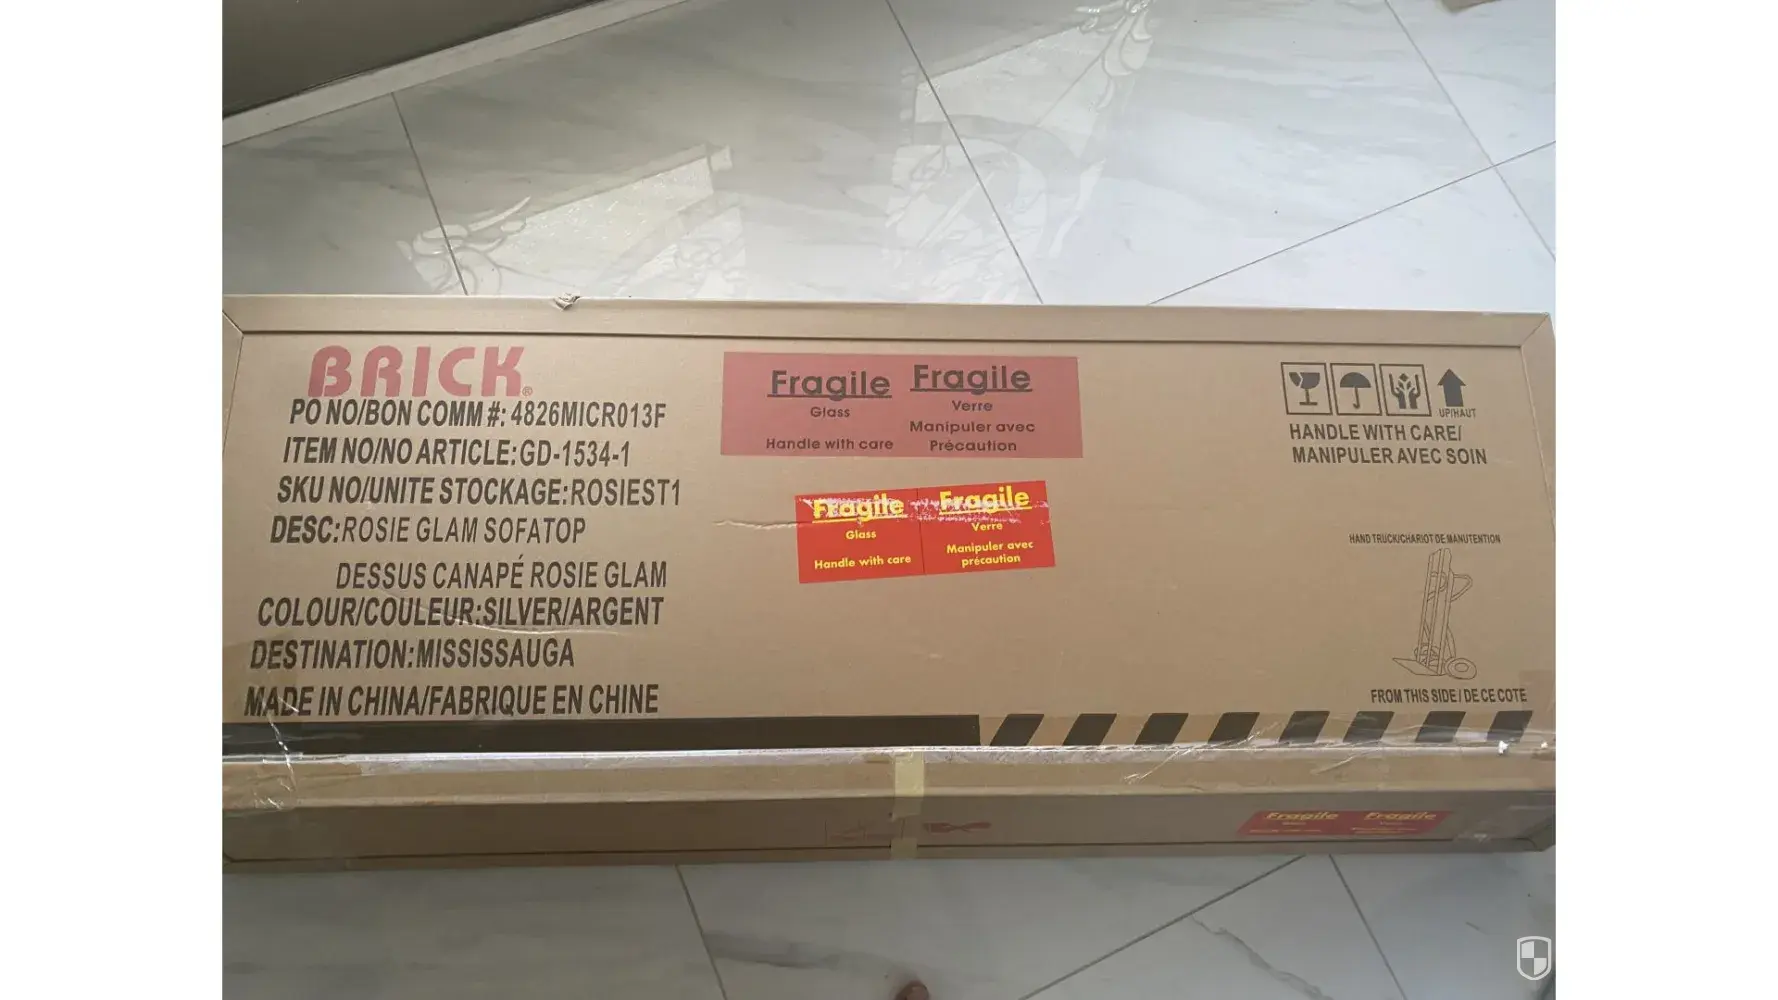 BRICK®
PO NO/BON COMM #: 4826MICR013F
ITEM NO/NO ARTICLE:GD-1534-1
SKU NO/UNITE STOCKAGE:ROSIEST1
DESC:ROSIE GLAM SOFATOP
DESSUS CANAPÉ ROSIE GLAM
COLOUR/COULEUR:SILVER/ARGENT
DESTINATION:MISSISSAUGA
MADE IN CHINA/FABRIQUE EN CHINE
Fragile
Glass
Handle with care
Fragile
Verre
Manipuler avec
Précaution
Fragile
Glass
Handle with care
Fragile
Verre
Manipuler avec
précaution
UP/HAUT
HANDLE WITH CARE/
MANIPULER AVEC SOIN
HAND TRUCK/CHARIOT DE MANUTENTION
FROM THIS SIDE / DE CE COTE
Fragile
Fragile